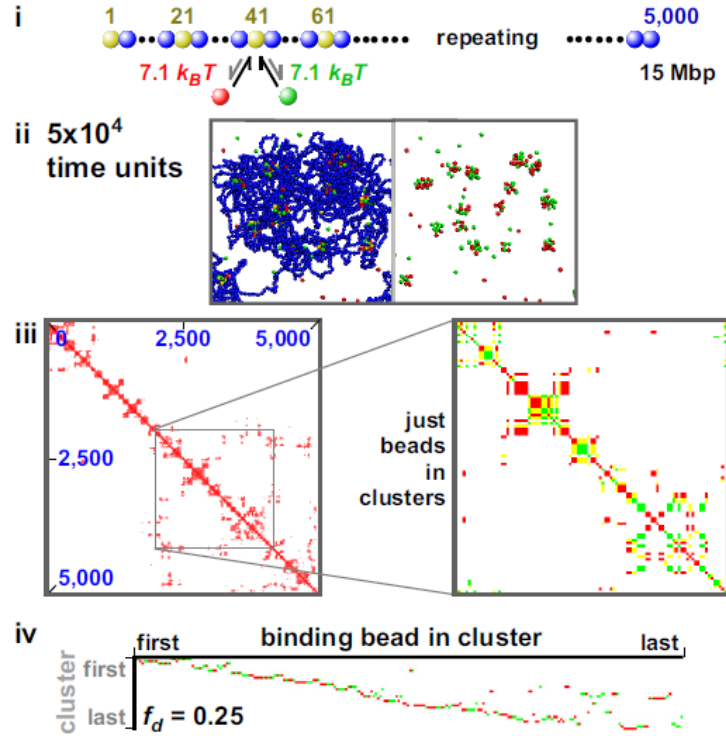 i
1 21 41 61 5,000
repeating
7.1 kBT 7.1 kBT 15 Mbp
ii 5x10⁴
time units
iii
0 2,500 5,000
2,500
5,000
just
beads
in
clusters
iv
first binding bead in cluster last
cluster
first
last
fd = 0.25